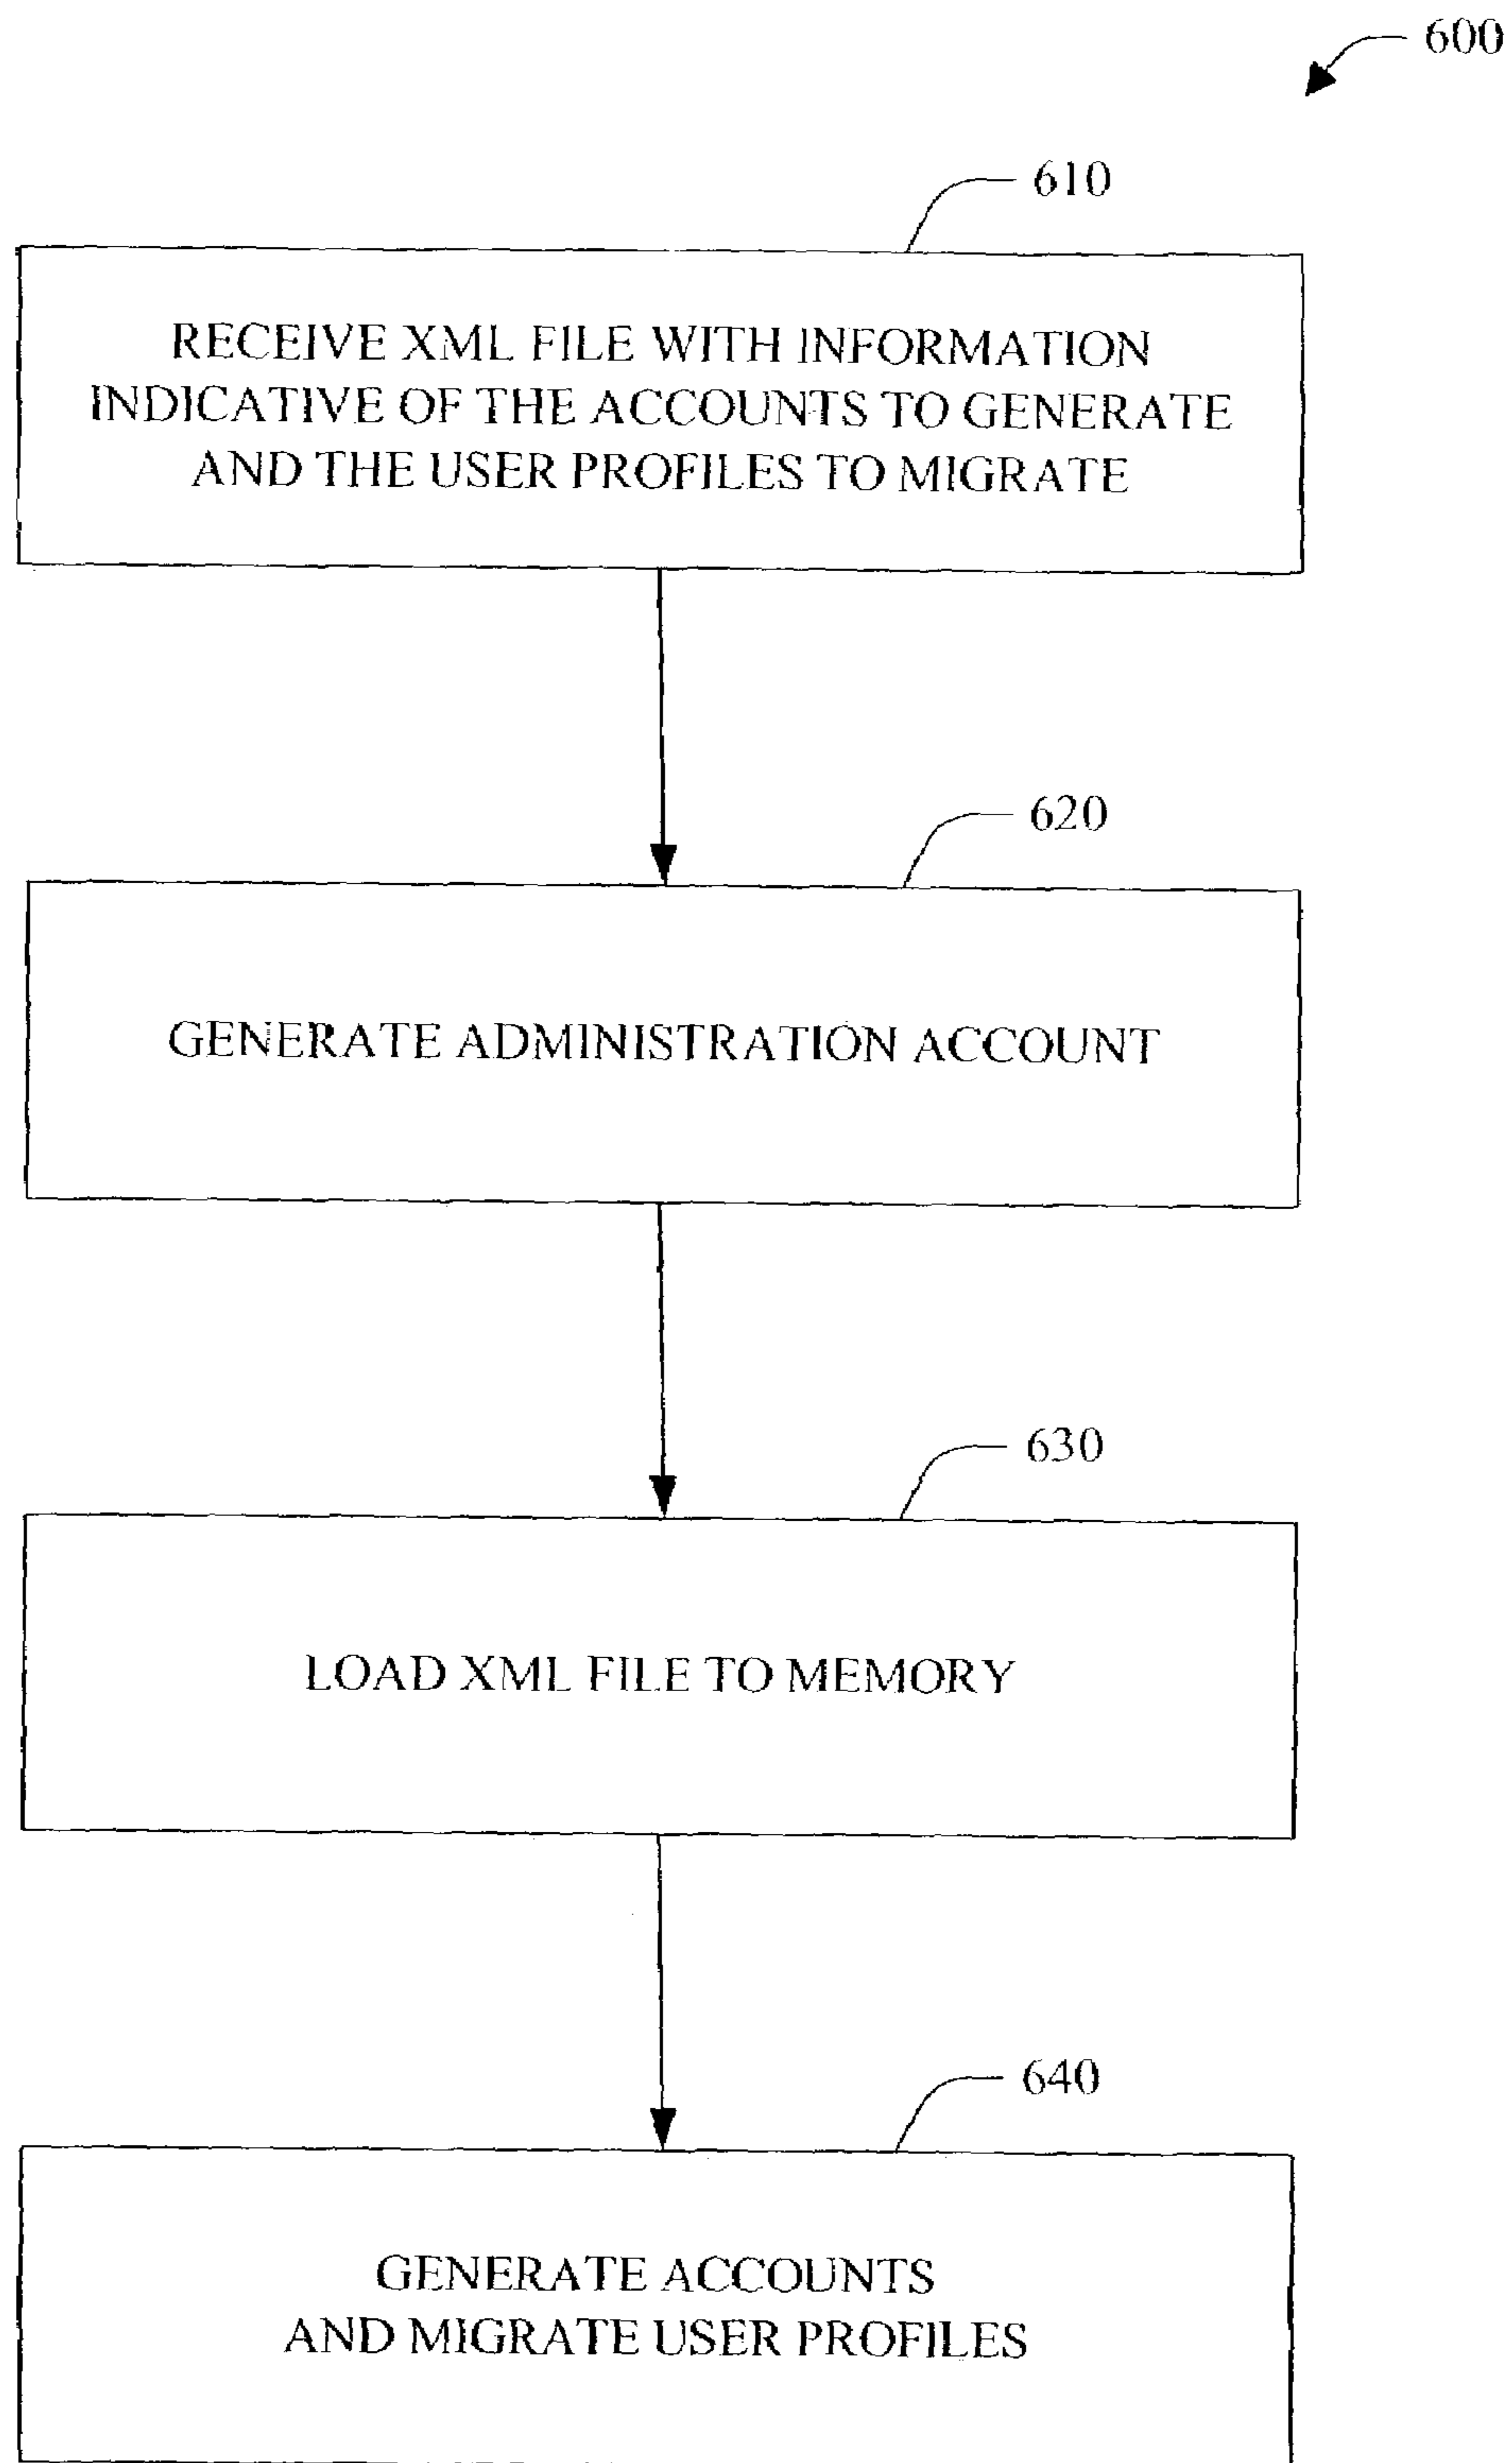 600
610
RECEIVE XML FILE WITH INFORMATION
INDICATIVE OF THE ACCOUNTS TO GENERATE
AND THE USER PROFILES TO MIGRATE
620
GENERATE ADMINISTRATION ACCOUNT
630
LOAD XML FILE TO MEMORY
640
GENERATE ACCOUNTS
AND MIGRATE USER PROFILES